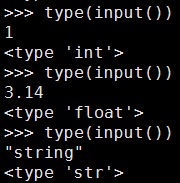 >>> type(input())
1
<type 'int'>
>>> type(input())
3.14
<type 'float'>
>>> type(input())
"string"
<type 'str'>